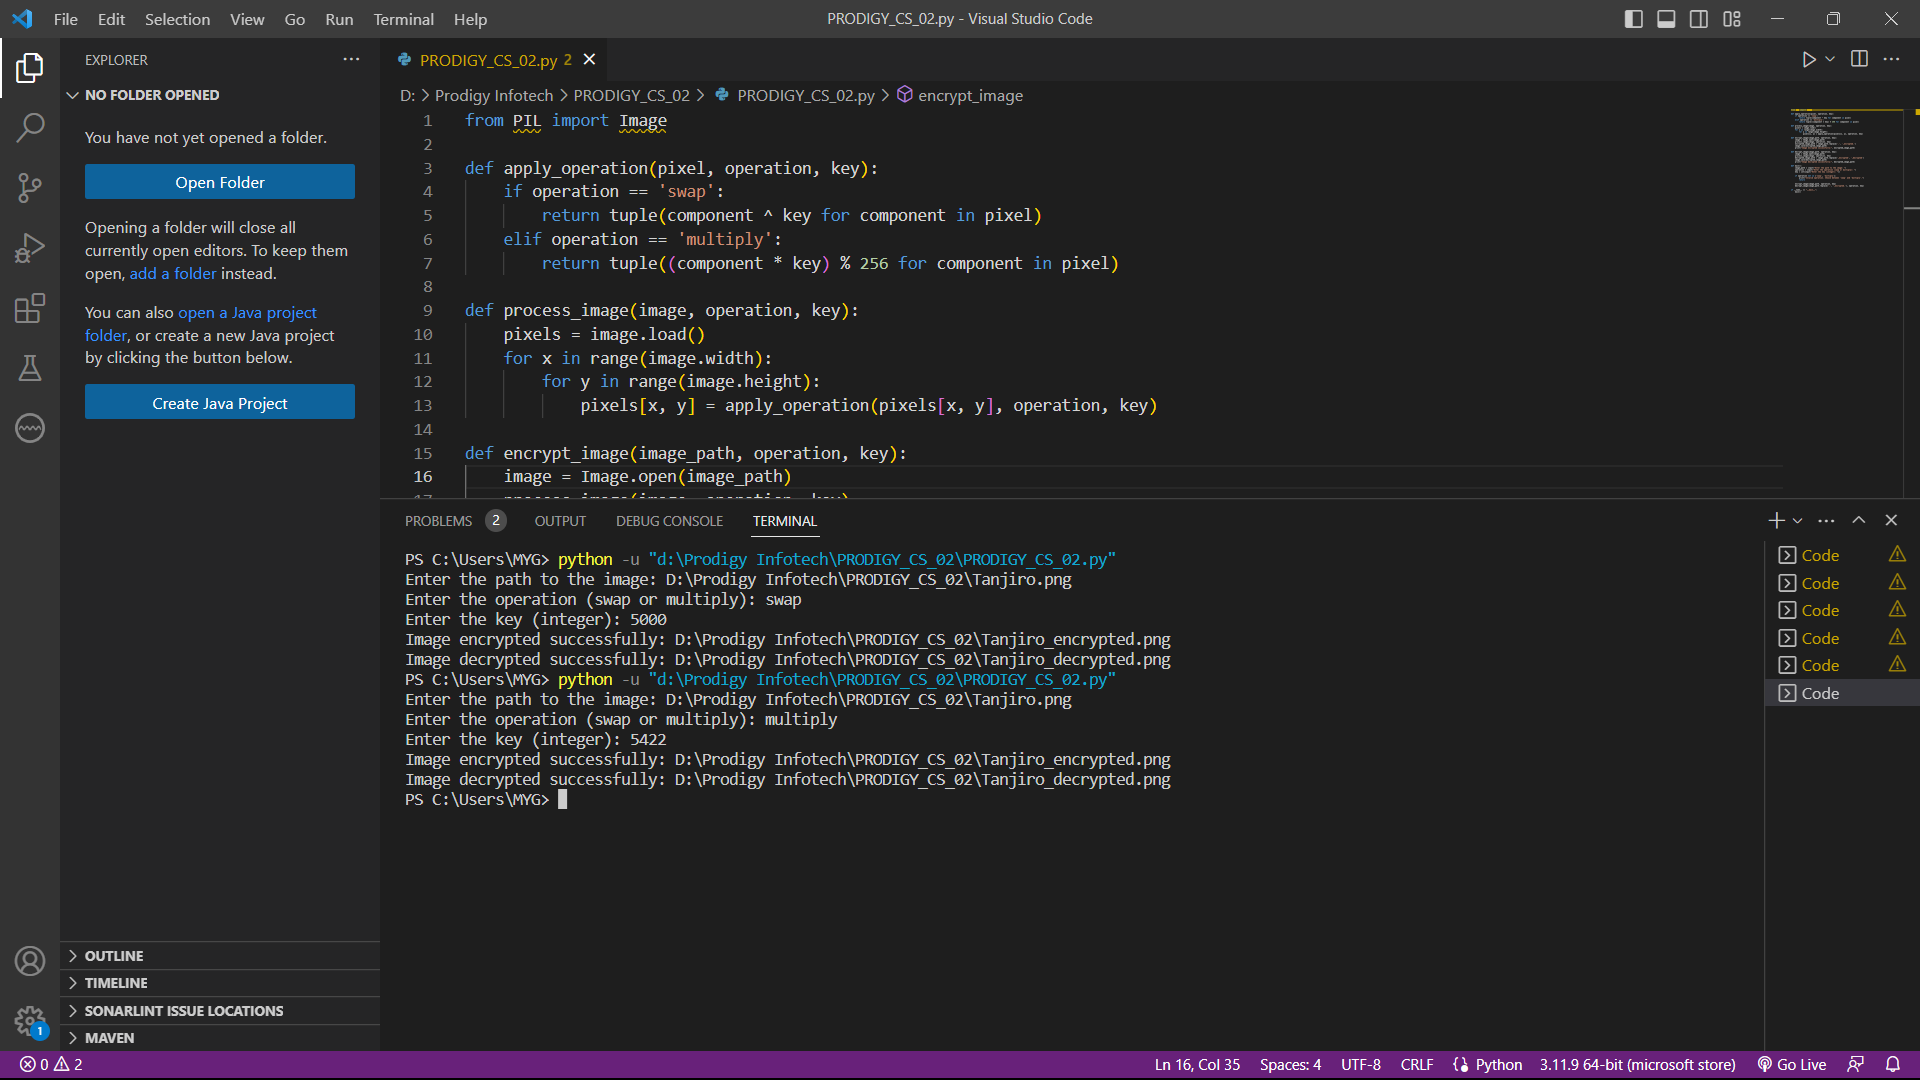 File Edit Selection View Go Run Terminal Help
PRODIGY_CS_02.py - Visual Studio Code
EXPLORER
NO FOLDER OPENED
You have not yet opened a folder.
Open Folder
Opening a folder will close all
currently open editors. To keep them
open, add a folder instead.
You can also open a Java project
folder, or create a new Java project
by clicking the button below.
Create Java Project
OUTLINE
TIMELINE
SONARLINT ISSUE LOCATIONS
MAVEN
1
PRODIGY_CS_02.py 2
D: > Prodigy Infotech > PRODIGY_CS_02 > PRODIGY_CS_02.py > encrypt_image
1 from PIL import Image
2
3 def apply_operation(pixel, operation, key):
4 if operation == 'swap':
5 return tuple(component ^ key for component in pixel)
6 elif operation == 'multiply':
7 return tuple((component * key) % 256 for component in pixel)
8
9 def process_image(image, operation, key):
10 pixels = image.load()
11 for x in range(image.width):
12 for y in range(image.height):
13 pixels[x, y] = apply_operation(pixels[x, y], operation, key)
14
15 def encrypt_image(image_path, operation, key):
16 image = Image.open(image_path)
PROBLEMS 2 OUTPUT DEBUG CONSOLE TERMINAL
PS C:\Users\MYG> python -u "d:\Prodigy Infotech\PRODIGY_CS_02\PRODIGY_CS_02.py"
Enter the path to the image: D:\Prodigy Infotech\PRODIGY_CS_02\Tanjiro.png
Enter the operation (swap or multiply): swap
Enter the key (integer): 5000
Image encrypted successfully: D:\Prodigy Infotech\PRODIGY_CS_02\Tanjiro_encrypted.png
Image decrypted successfully: D:\Prodigy Infotech\PRODIGY_CS_02\Tanjiro_decrypted.png
PS C:\Users\MYG> python -u "d:\Prodigy Infotech\PRODIGY_CS_02\PRODIGY_CS_02.py"
Enter the path to the image: D:\Prodigy Infotech\PRODIGY_CS_02\Tanjiro.png
Enter the operation (swap or multiply): multiply
Enter the key (integer): 5422
Image encrypted successfully: D:\Prodigy Infotech\PRODIGY_CS_02\Tanjiro_encrypted.png
Image decrypted successfully: D:\Prodigy Infotech\PRODIGY_CS_02\Tanjiro_decrypted.png
PS C:\Users\MYG>
Code
Code
Code
Code
Code
Code
0 2 Ln 16, Col 35 Spaces: 4 UTF-8 CRLF Python 3.11.9 64-bit (microsoft store) Go Live